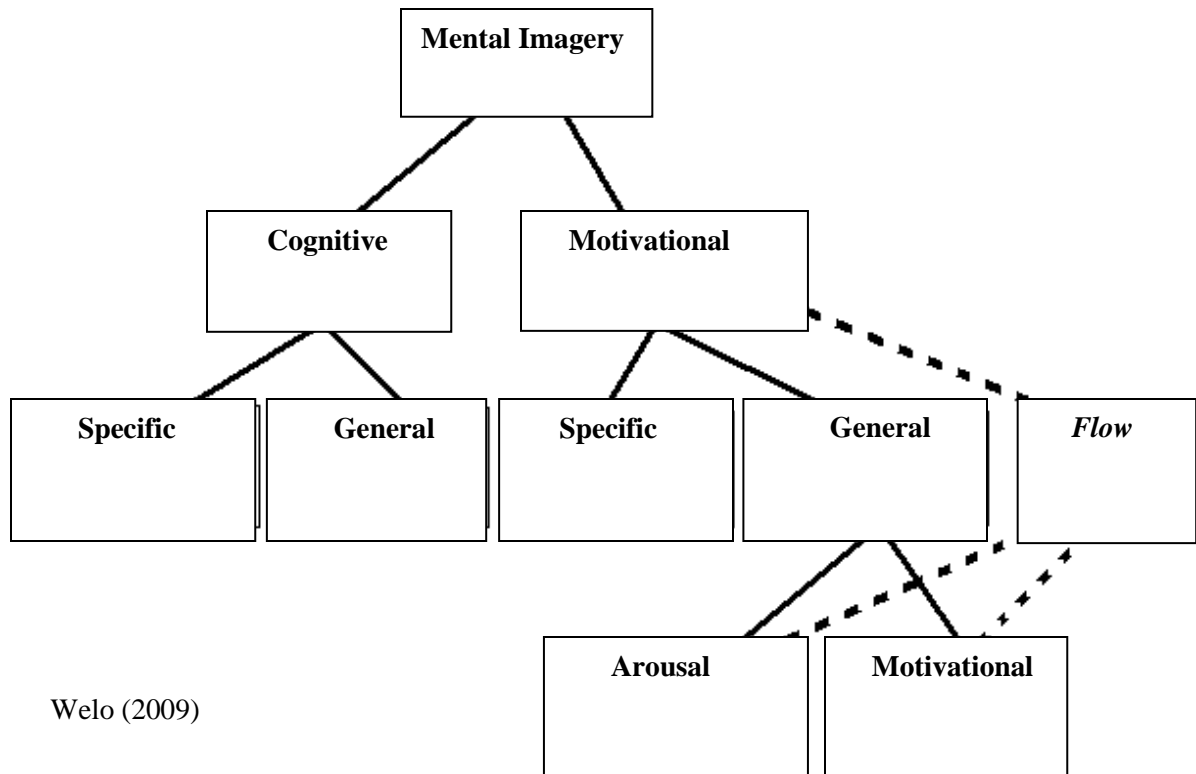 Mental Imagery
Cognitive
Motivational
Specific
General
Specific
General
Flow
Arousal
Motivational
Welo (2009)